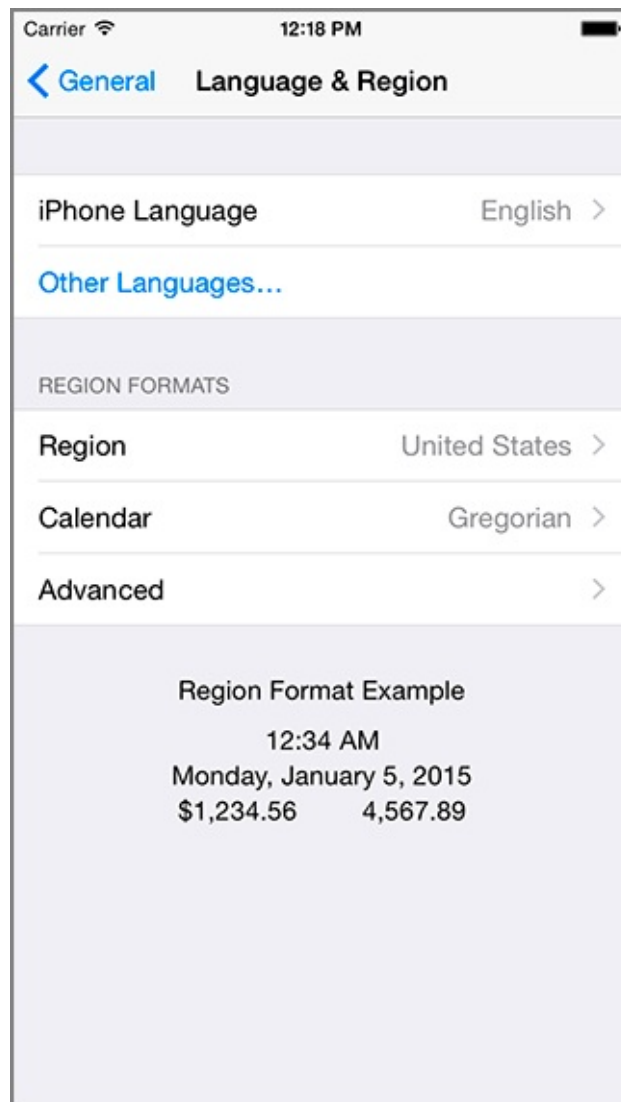 Carrier 12:18 PM
General Language & Region
iPhone Language English
Other Languages...
REGION FORMATS
Region United States
Calendar Gregorian
Advanced
Region Format Example
12:34 AM
Monday, January 5, 2015
$1,234.56 4,567.89